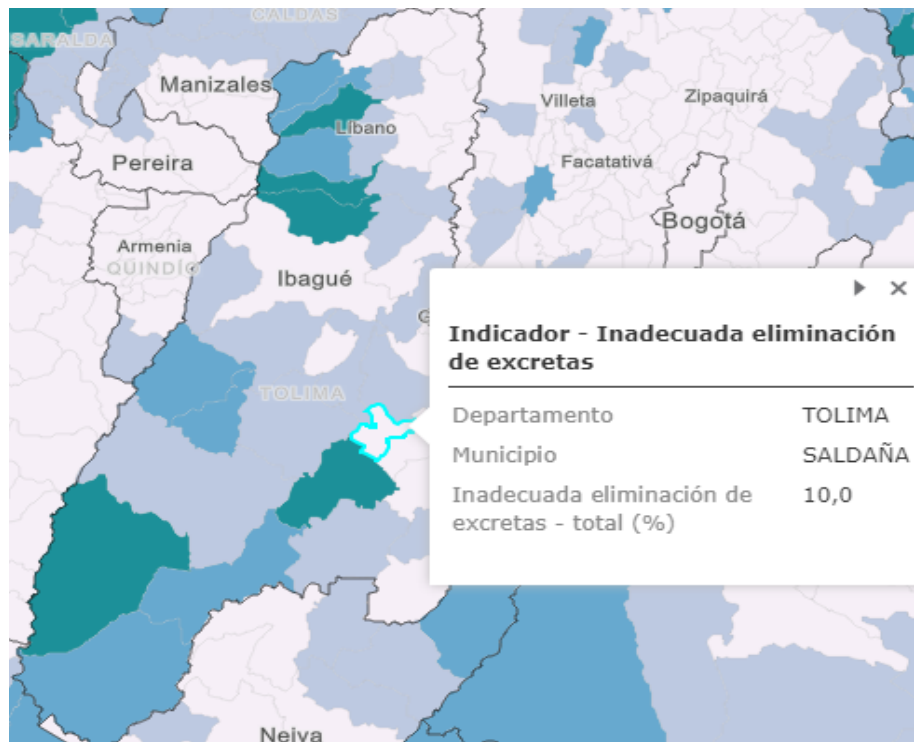 CALDAS
SARALDA
Manizales
Villeta
Zipaquirá
Líbano
Facatativá
Pereira
Bogotá
Armenia
QUINDÍO
Ibagué
G
TOLIMA
Indicador - Inadecuada eliminación
de excretas
Departamento TOLIMA
Municipio SALDAÑA
Inadecuada eliminación de 10,0
excretas - total (%)
Neiva